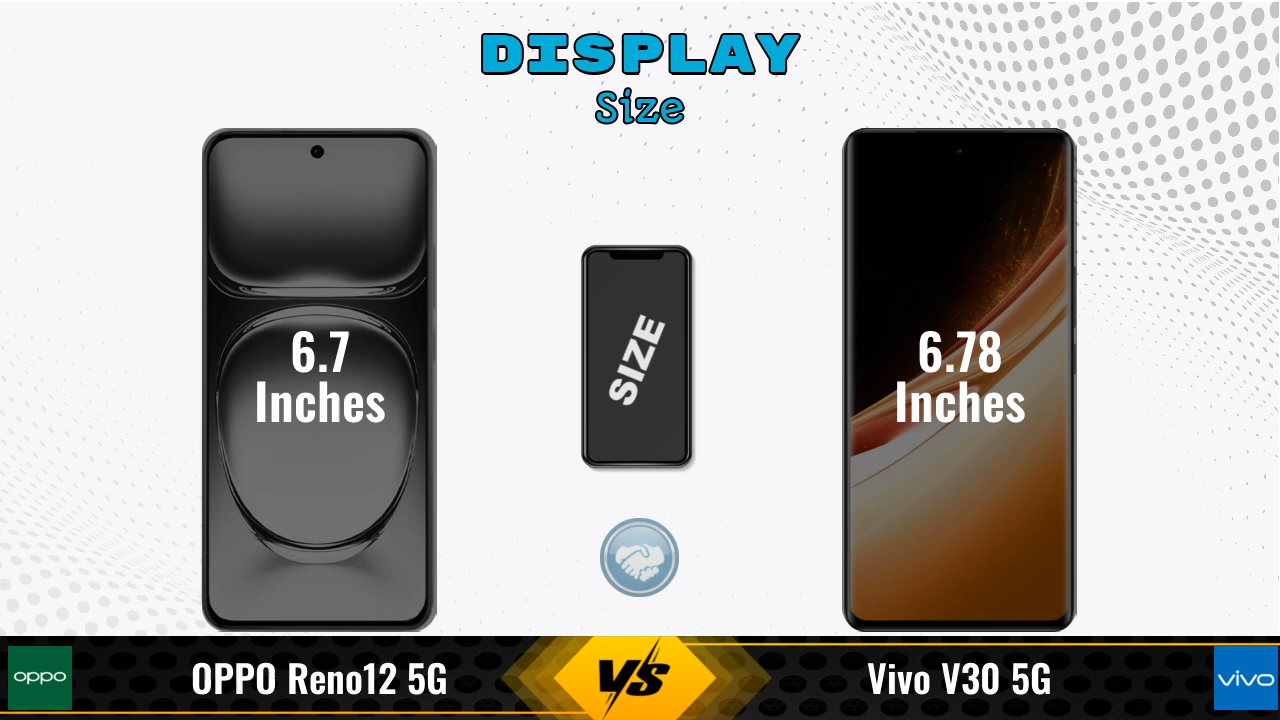 DISPLAY
Size
6.7
Inches
SIZE
6.78
Inches
oppo
OPPO Reno12 5G
VS
Vivo V30 5G
vivo